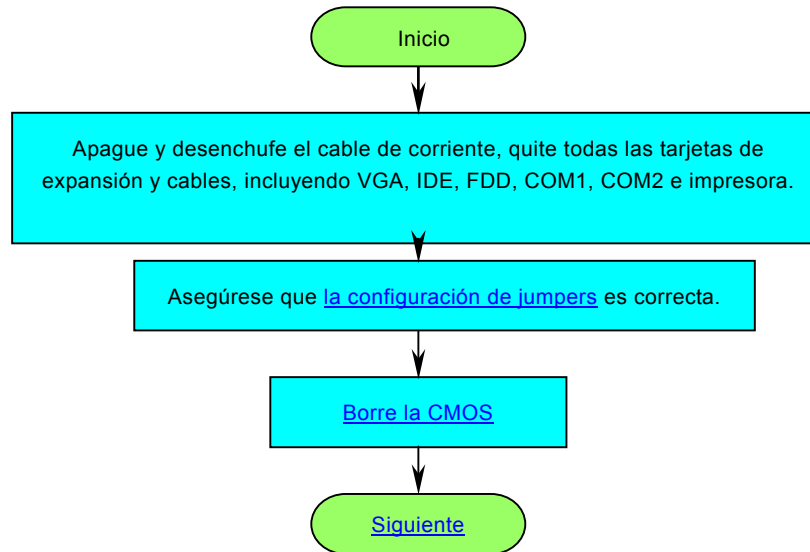 Inicio
Apague y desenchufe el cable de corriente, quite todas las tarjetas de
expansión y cables, incluyendo VGA, IDE, FDD, COM1, COM2 e impresora.
Asegúrese que la configuración de jumpers es correcta.
Borre la CMOS
Siguiente